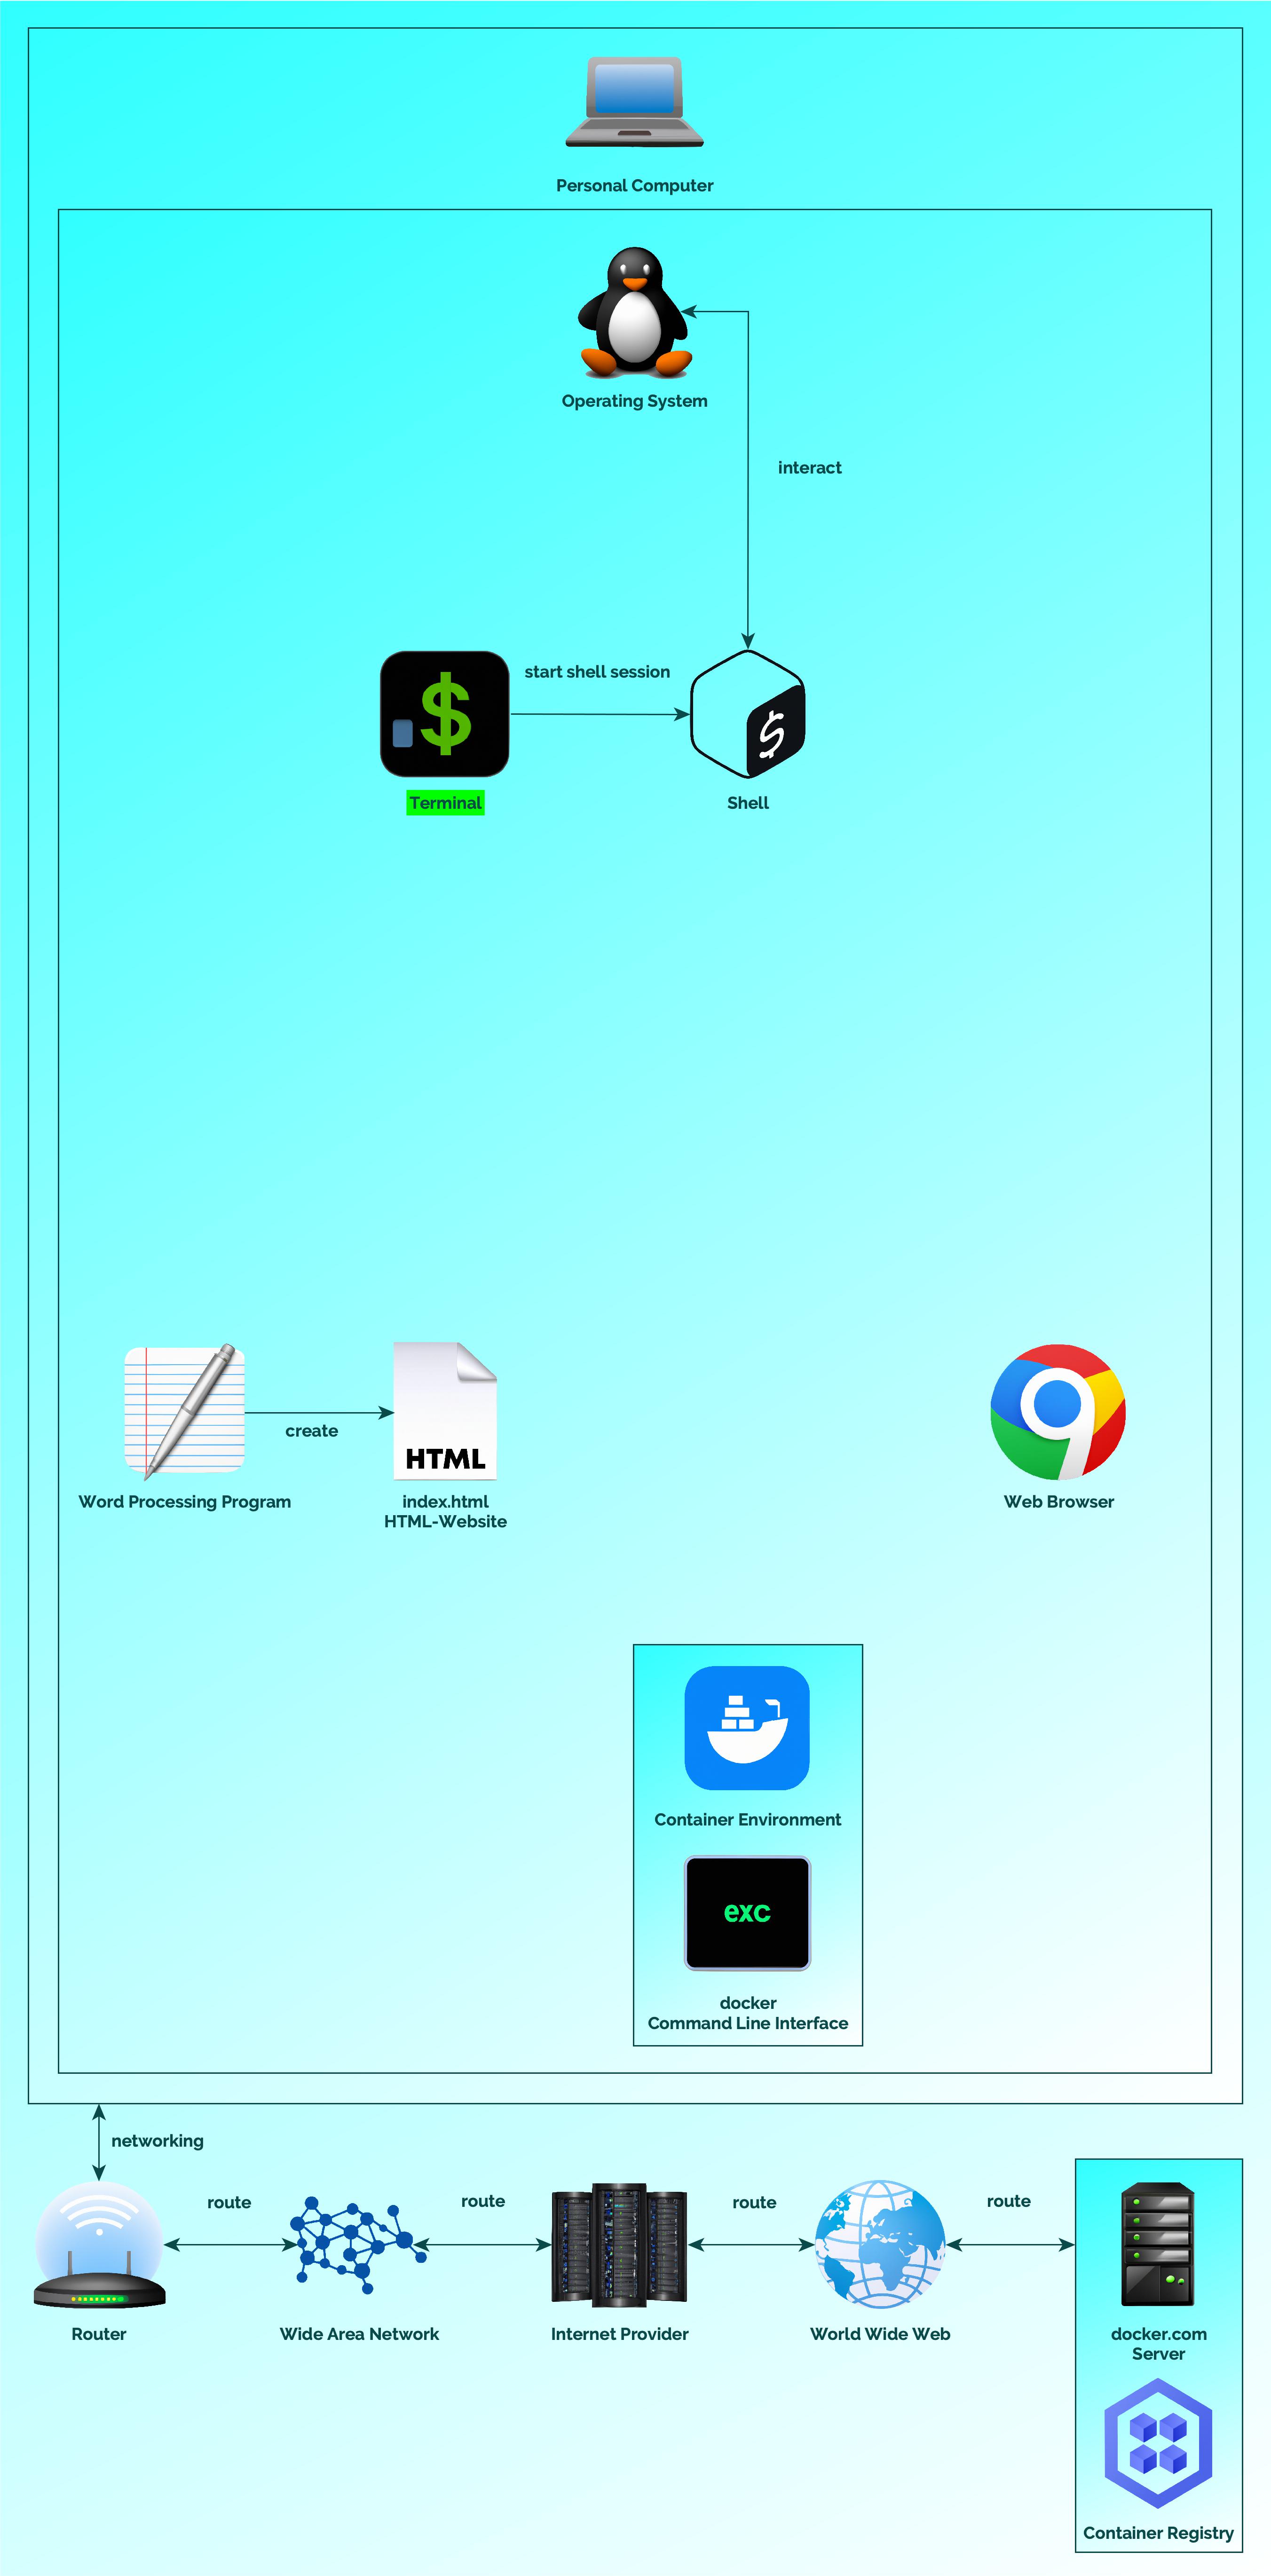 Personal Computer
Operating System
interact
start shell session
$
$
Terminal
Shell
HTML
create
Word Processing Program
index.html
HTML-Website
Web Browser
Container Environment
exc
docker
Command Line Interface
networking
route
route
route
route
Router
Wide Area Network
Internet Provider
World Wide Web
docker.com
Server
Container Registry